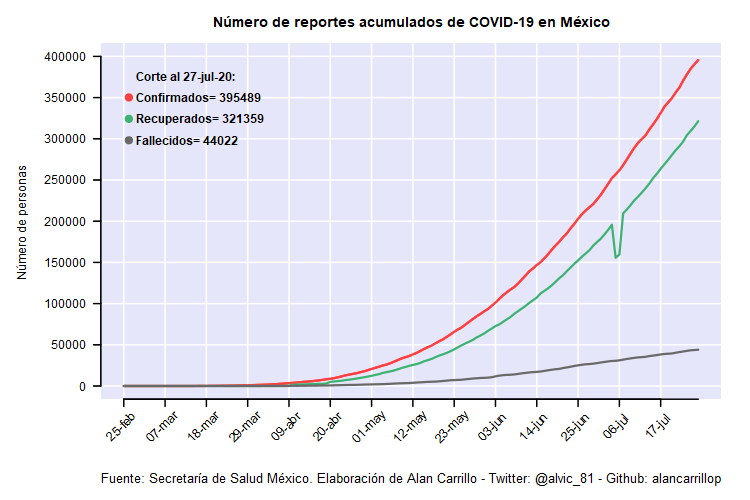 Número de reportes acumulados de COVID-19 en México
Número de personas
400000
350000
300000
250000
200000
150000
100000
50000
0
Corte al 27-jul-20:
Confirmados= 395489
Recuperados= 321359
Fallecidos= 44022
25-feb
07-mar
18-mar
29-mar
09-abr
20-abr
01-may
12-may
23-may
03-jun
14-jun
25-jun
06-jul
17-jul
Fuente: Secretaría de Salud México. Elaboración de Alan Carrillo - Twitter: @alvic_81 - Github: alancarrillop